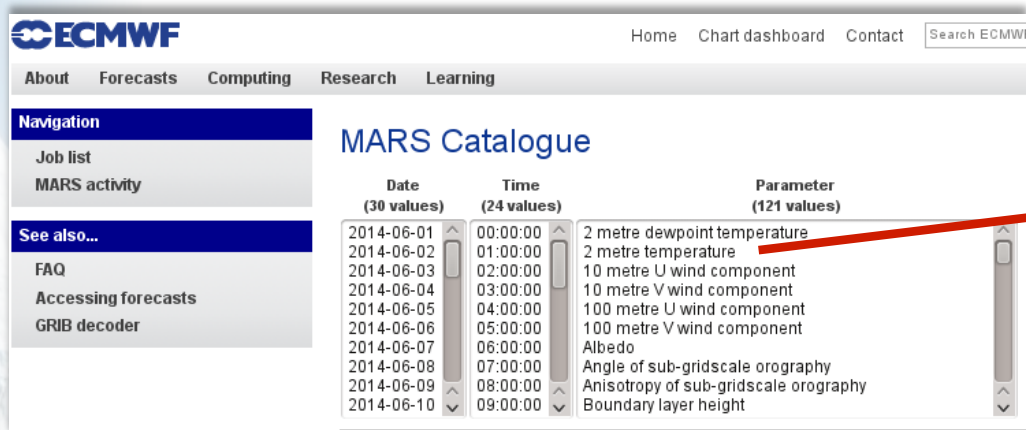 ECMWF
Home Chart dashboard Contact Search ECMWF
About Forecasts Computing Research Learning
Navigation
Job list
MARS activity
See also...
FAQ
Accessing forecasts
GRIB decoder
MARS Catalogue
Date Time Parameter
(30 values) (24 values) (121 values)
2014-06-01 00:00:00 2 metre dewpoint temperature
2014-06-02 01:00:00 2 metre temperature
2014-06-03 02:00:00 10 metre U wind component
2014-06-04 03:00:00 10 metre V wind component
2014-06-05 04:00:00 100 metre U wind component
2014-06-06 05:00:00 100 metre V wind component
2014-06-07 06:00:00 Albedo
2014-06-08 07:00:00 Angle of sub-gridscale orography
2014-06-09 08:00:00 Anisotropy of sub-gridscale orography
2014-06-10 09:00:00 Boundary layer height